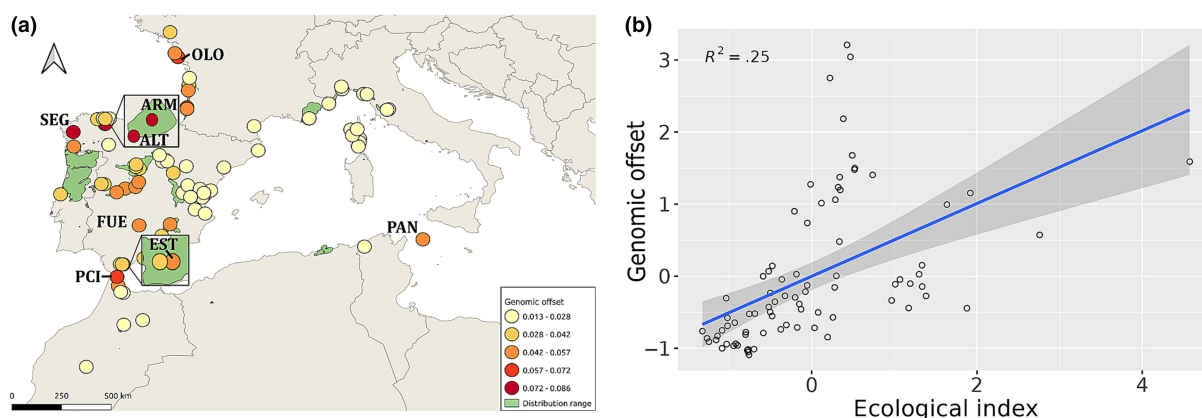 (a)
OLO
SEG
ARM
ALT
FUE
EST
PAN
PCI
Genomic offset
0.013 - 0.028
0.028 - 0.042
0.042 - 0.057
0.057 - 0.072
0.072 - 0.086
Distribution range
0 250 500 km
(b)
R² = .25
Genomic offset
3
2
1
0
−1
0 2 4
Ecological index